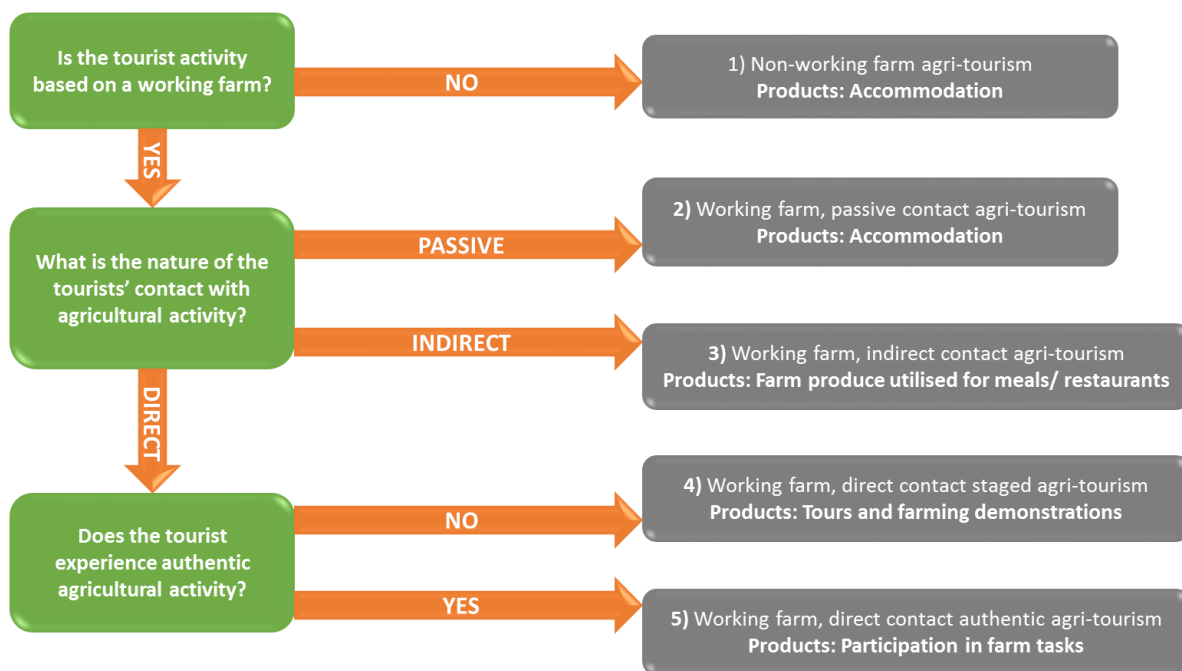 Is the tourist activity
based on a working farm?
NO
1) Non-working farm agri-tourism
Products: Accommodation
YES
What is the nature of the
tourists’ contact with
agricultural activity?
PASSIVE
2) Working farm, passive contact agri-tourism
Products: Accommodation
INDIRECT
3) Working farm, indirect contact agri-tourism
Products: Farm produce utilised for meals/ restaurants
DIRECT
Does the tourist
experience authentic
agricultural activity?
NO
4) Working farm, direct contact staged agri-tourism
Products: Tours and farming demonstrations
YES
5) Working farm, direct contact authentic agri-tourism
Products: Participation in farm tasks